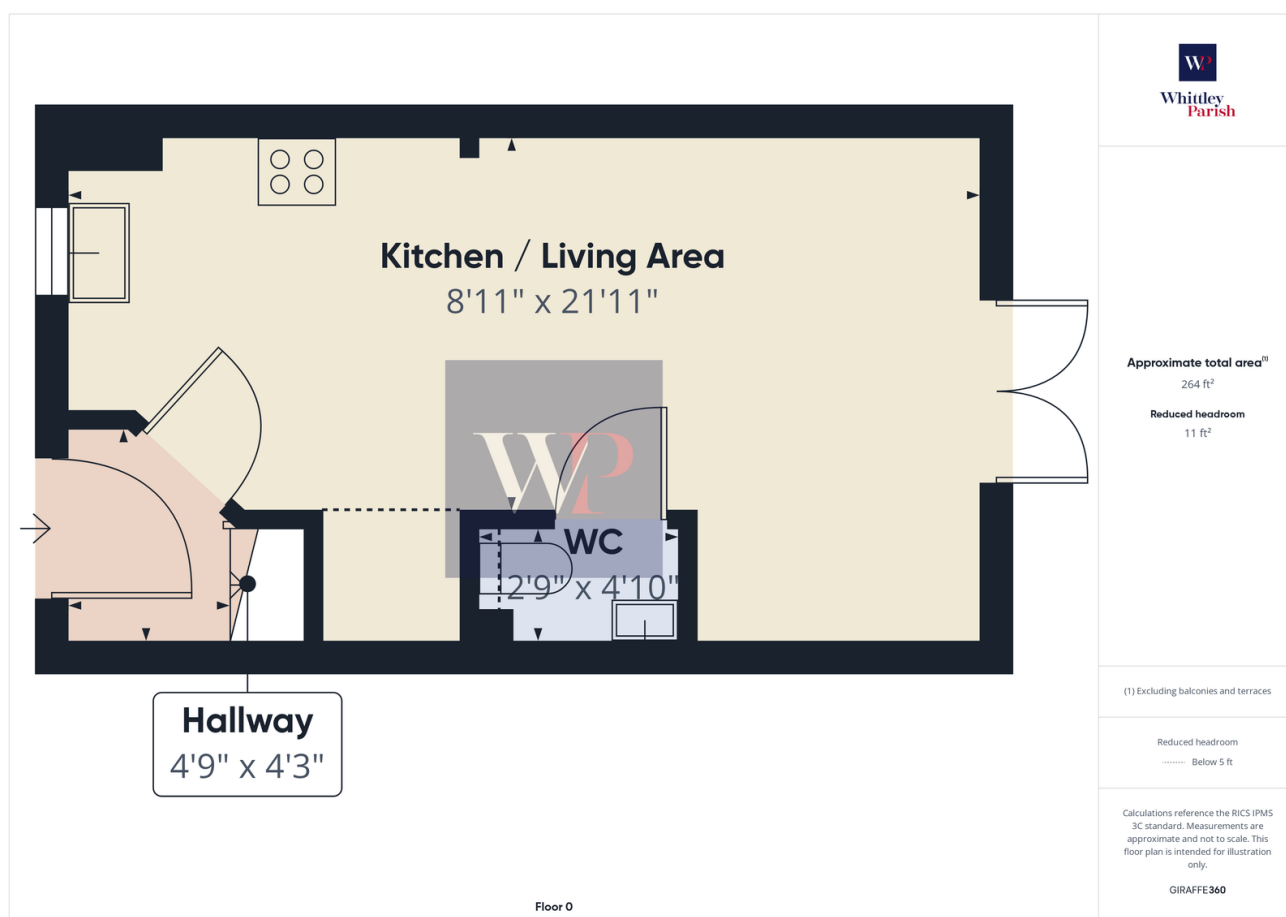 WP
Whittley
Parish
Kitchen / Living Area
8'11" x 21'11"
WP
WC
2'9" x 4'10"
Hallway
4'9" x 4'3"
Floor 0
Approximate total area⁽¹⁾
264 ft²
Reduced headroom
11 ft²
(1) Excluding balconies and terraces
Reduced headroom
Below 5 ft
Calculations reference the RICS IPMS
3C standard. Measurements are
approximate and not to scale. This
floor plan is intended for illustration
only.
GIRAFFE360